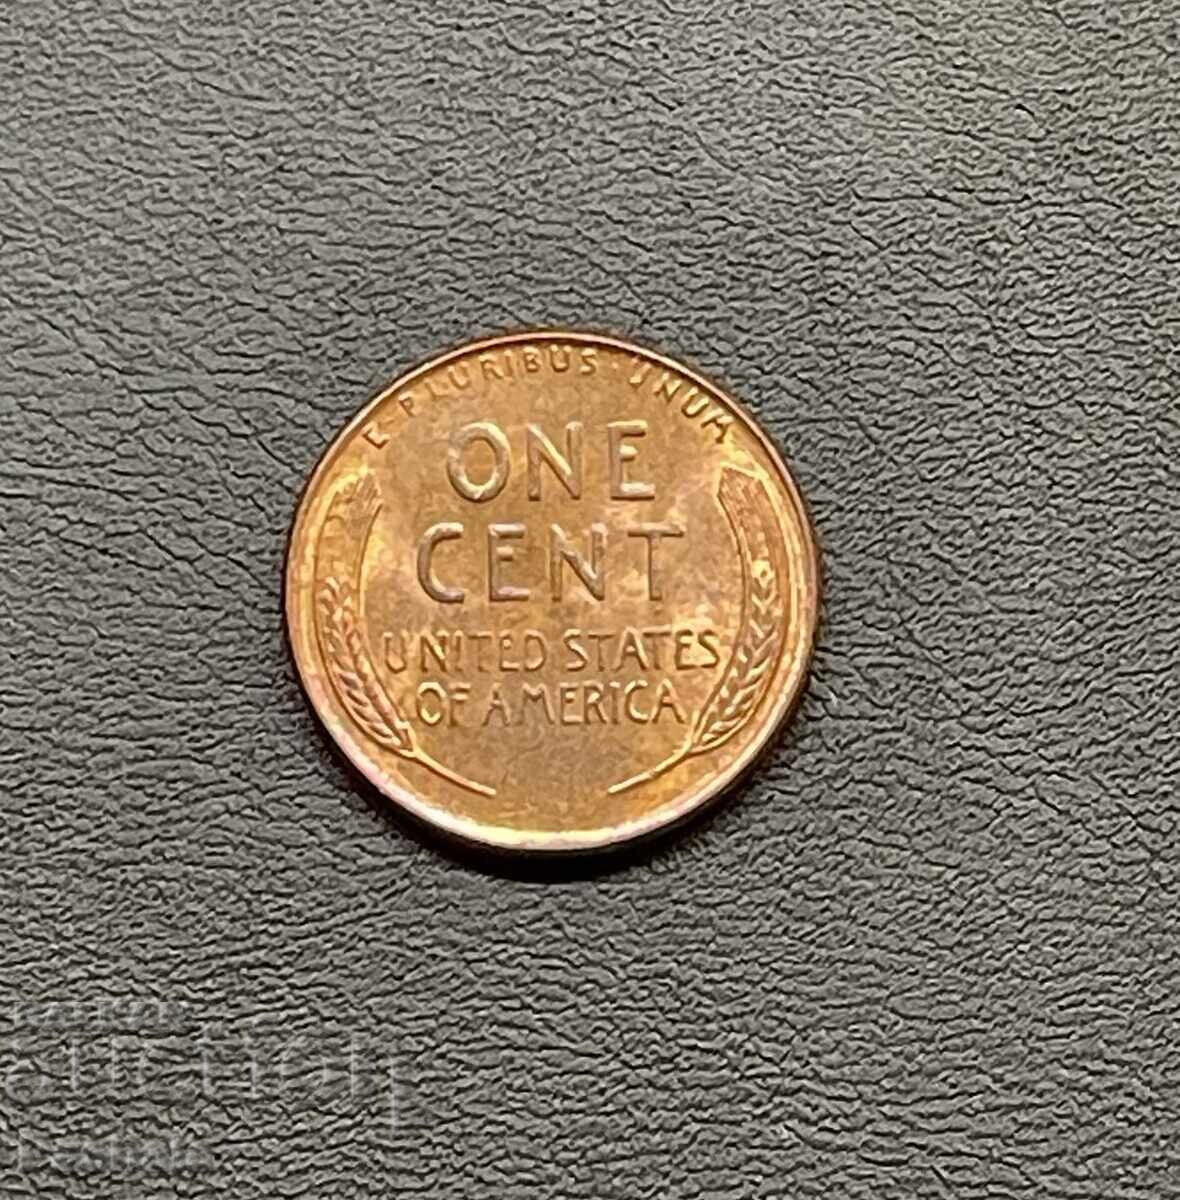 E PLURIBUS UNUM
ONE
CENT
UNITED STATES
OF AMERICA